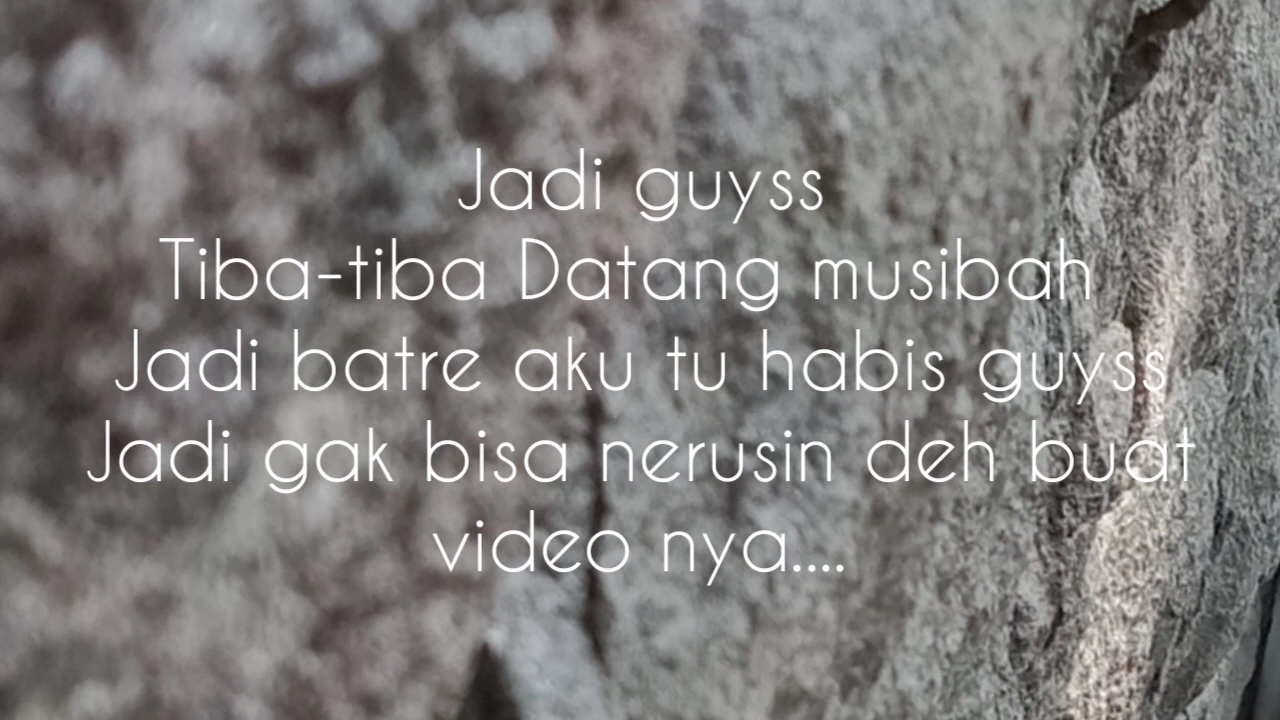 Jadi guyss
Tiba-tiba Datang musibah
Jadi batre aku tu habis guyss
Jadi gak bisa nerusin deh buat
video nya....